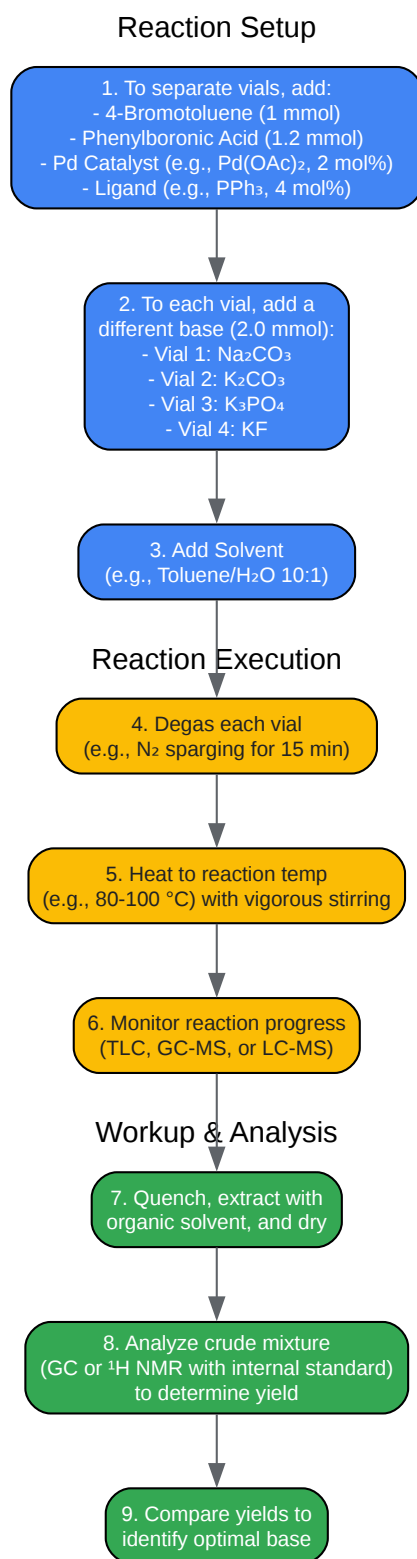 Reaction Setup
1. To separate vials, add:
- 4-Bromotoluene (1 mmol)
- Phenylboronic Acid (1.2 mmol)
- Pd Catalyst (e.g., Pd(OAc)₂, 2 mol%)
- Ligand (e.g., PPh₃, 4 mol%)
2. To each vial, add a
different base (2.0 mmol):
- Vial 1: Na₂CO₃
- Vial 2: K₂CO₃
- Vial 3: K₃PO₄
- Vial 4: KF
3. Add Solvent
(e.g., Toluene/H₂O 10:1)
Reaction Execution
4. Degas each vial
(e.g., N₂ sparging for 15 min)
5. Heat to reaction temp
(e.g., 80-100 °C) with vigorous stirring
6. Monitor reaction progress
(TLC, GC-MS, or LC-MS)
Workup & Analysis
7. Quench, extract with
organic solvent, and dry
8. Analyze crude mixture
(GC or ¹H NMR with internal standard)
to determine yield
9. Compare yields to
identify optimal base